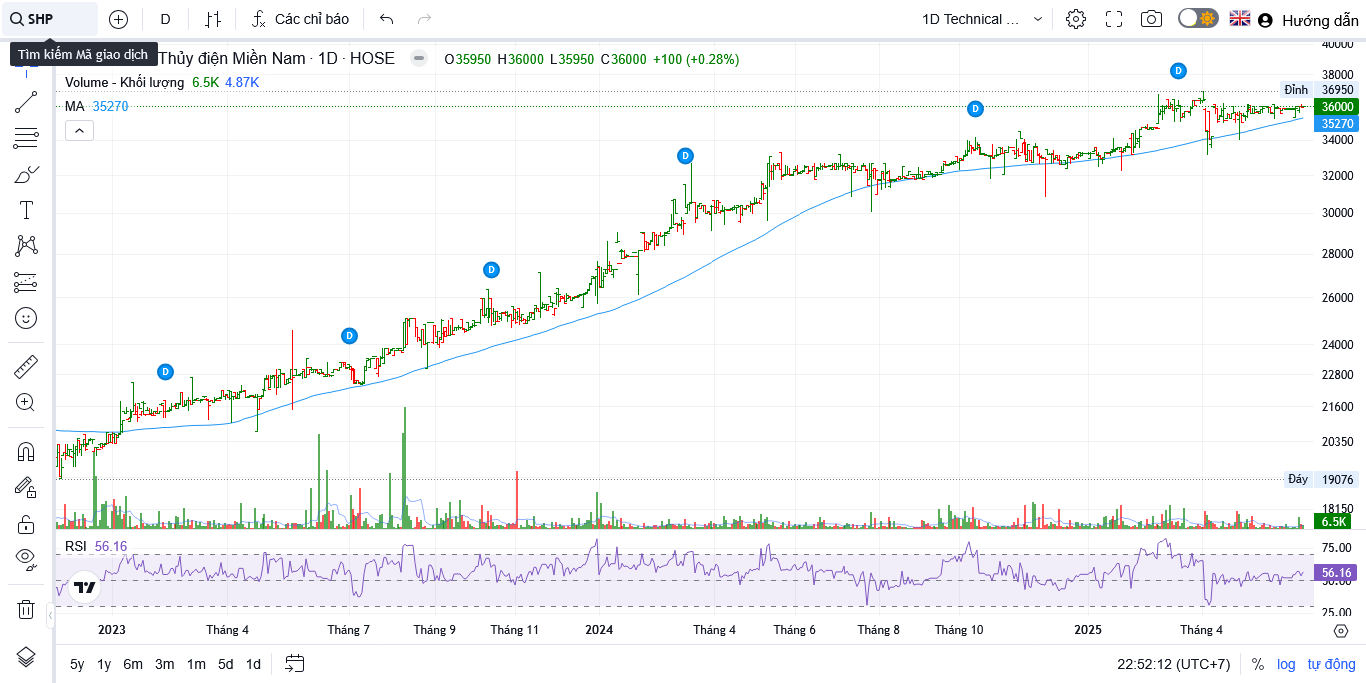 SHP
D
Các chỉ báo
1D Technical ...
Hướng dẫn
Tìm kiếm Mã giao dịch
Thủy điện Miền Nam · 1D · HOSE
O35950 H36000 L35950 C36000 +100 (+0.28%)
Volume - Khối lượng 6.5K 4.87K
MA 35270
40000
38000
Đỉnh 36950
36000
35270
34000
32000
30000
28000
26000
24000
22800
21600
20350
Đáy 19076
18150
6.5K
D
D
D
D
D
D
RSI 56.16
75.00
56.16
50.00
25.00
2023 Tháng 4 Tháng 7 Tháng 9 Tháng 11 2024 Tháng 4 Tháng 6 Tháng 8 Tháng 10 2025 Tháng 4
5y 1y 6m 3m 1m 5d 1d
22:52:12 (UTC+7) % log tự động